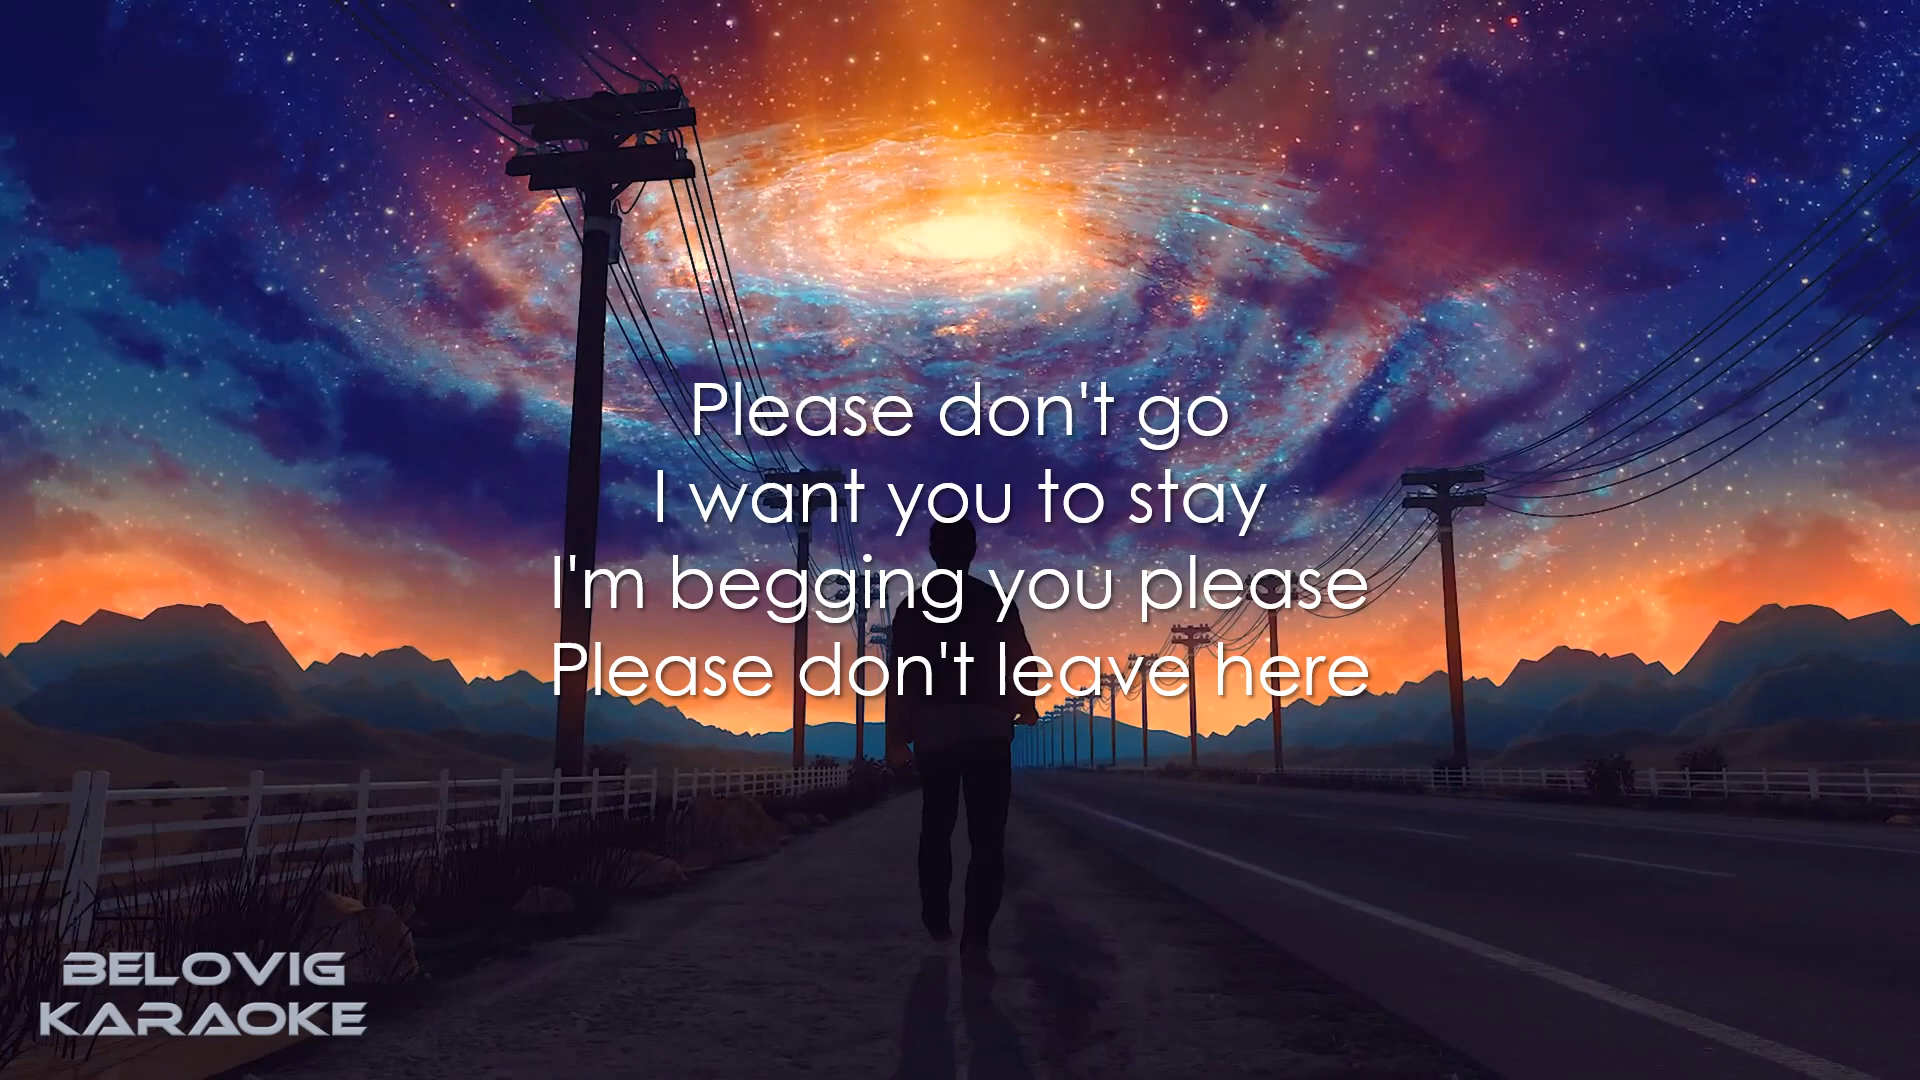 Please don't go
I want you to stay
I'm begging you please
Please don't leave here
BELOVIG
KARAOKE